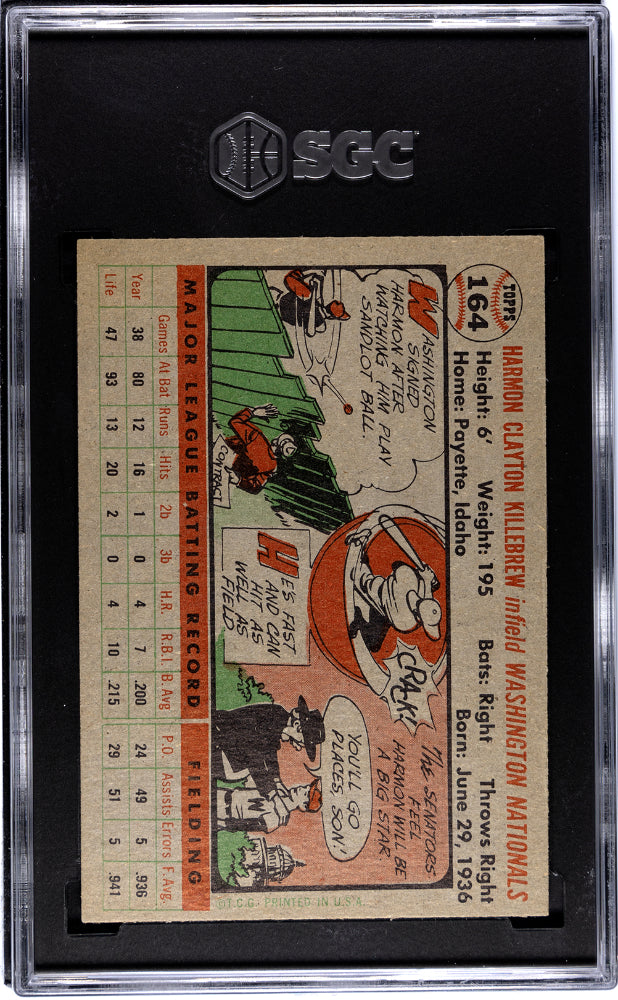 SGC
TOPPS
164
HARMON CLAYTON KILLEBREW infield WASHINGTON NATIONALS
Height: 6' Weight: 195 Bats: Right Throws Right
Home: Payette, Idaho Born: June 29, 1936
WASHINGTON
SIGNED
HARMON AFTER
WATCHING HIM PLAY
SANDLOT BALL.
CONTRACT
CRACK!
HE'S FAST
AND CAN
HIT AS
WELL AS
FIELD.
THE SENATORS
FEEL
HARMON WILL BE
A BIG STAR
YOU'LL GO
PLACES, SON!
W
MAJOR LEAGUE BATTING RECORD FIELDING
Games At Bat Runs Hits 2b 3b H.R. R.B.I. B.Avg. P.O. Assists Errors F.Avg.
Year 38 80 12 16 1 0 4 7 .200 24 49 5 .936
Life 47 93 13 20 2 0 4 10 .215 29 51 5 .941
©T.C.G. PRINTED IN U.S.A.